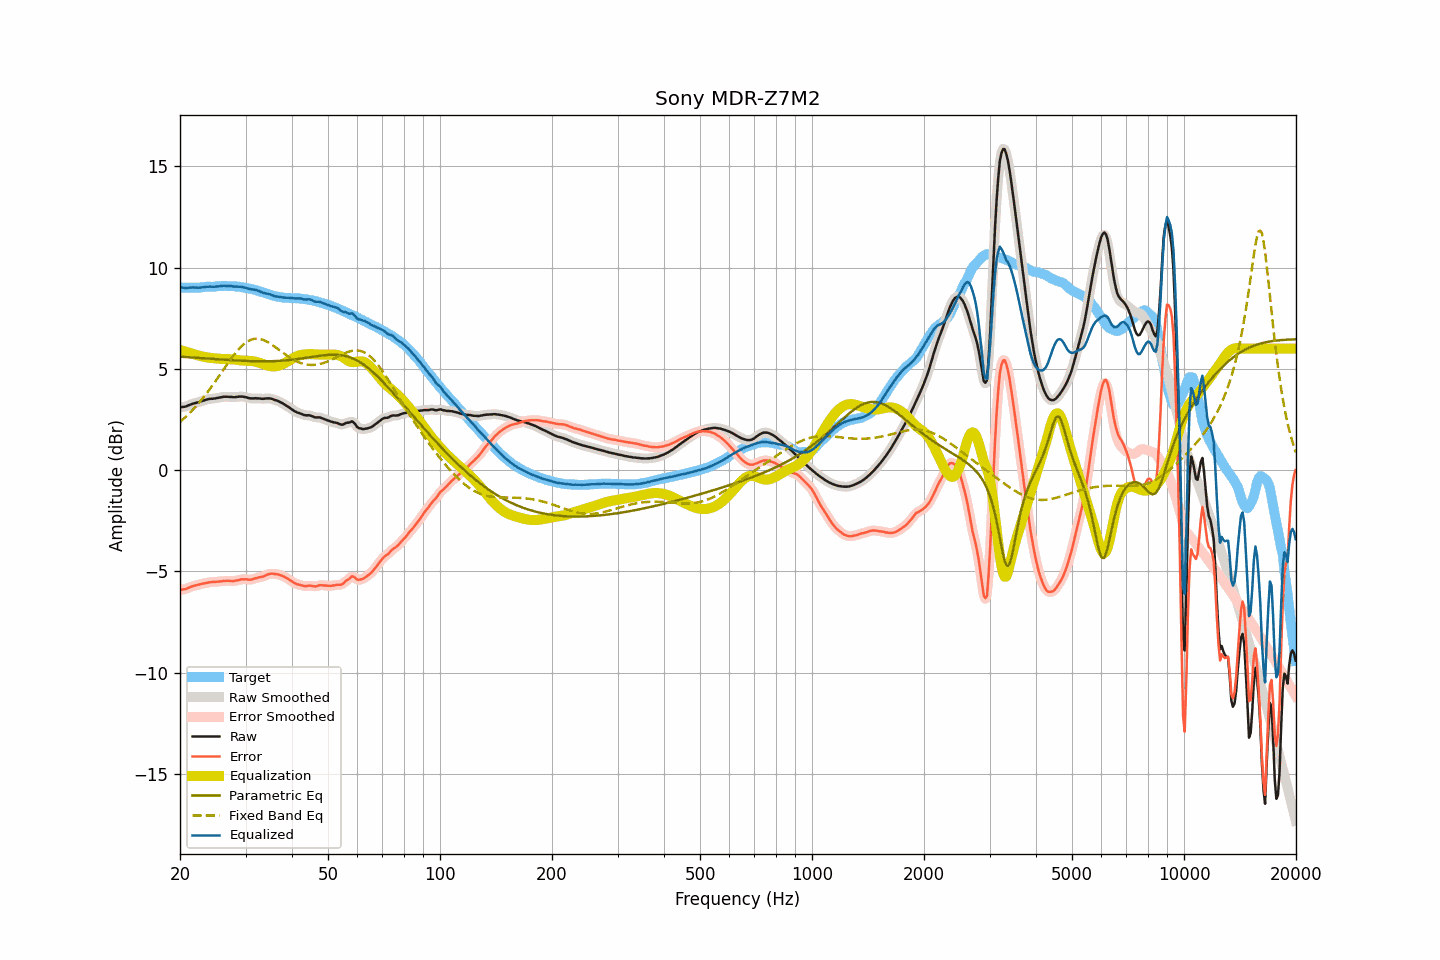 Sony MDR-Z7M2
15
10
5
0
−5
−10
−15
Amplitude (dBr)
Target
Raw Smoothed
Error Smoothed
Raw
Error
Equalization
Parametric Eq
Fixed Band Eq
Equalized
20 50 100 200 500 1000 2000 5000 10000 20000
Frequency (Hz)